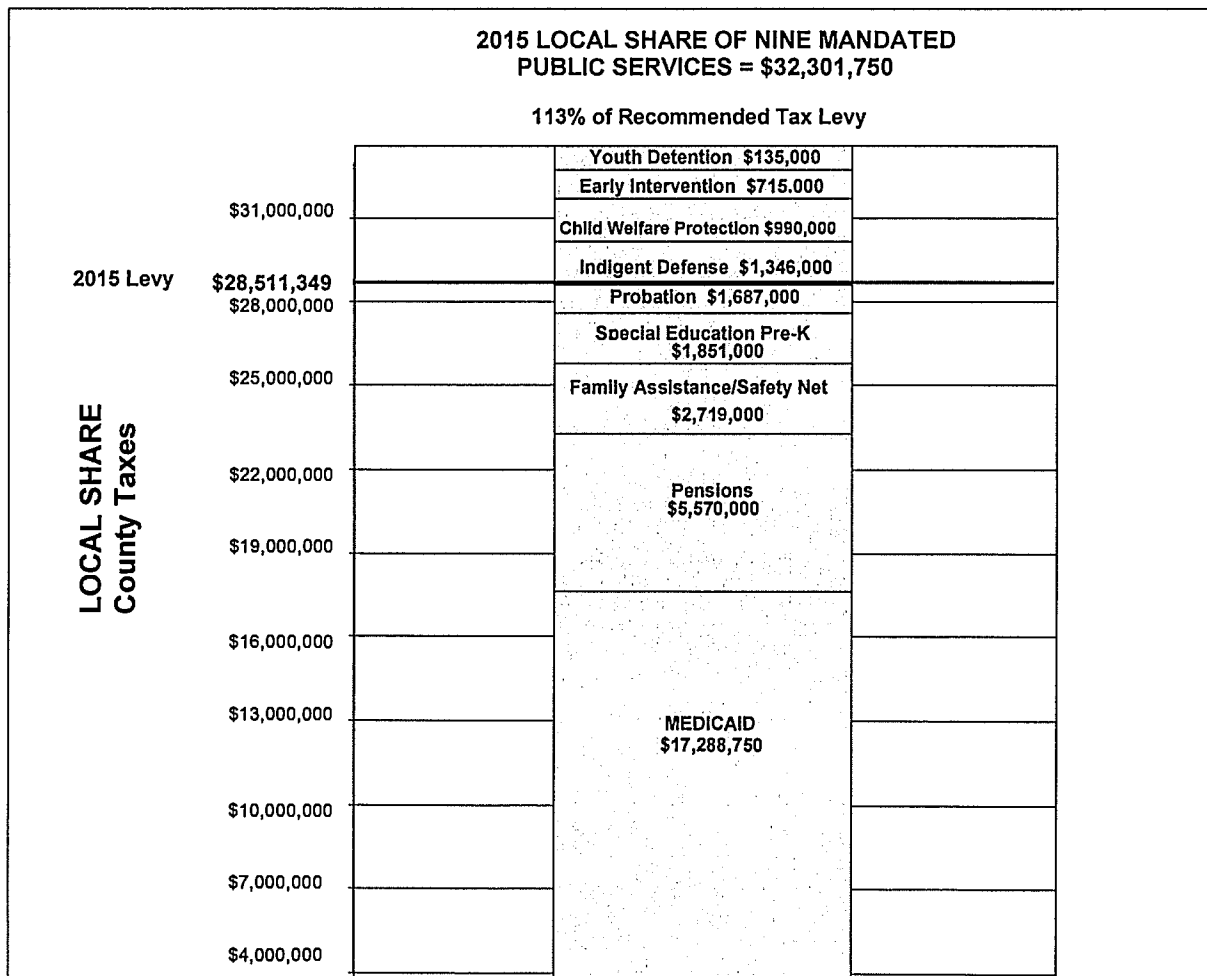 2015 LOCAL SHARE OF NINE MANDATED
PUBLIC SERVICES = $32,301,750
113% of Recommended Tax Levy
Youth Detention $135,000
Early Intervention $715.000
$31,000,000
Child Welfare Protection $990,000
Indigent Defense $1,346,000
2015 Levy $28,511,349
Probation $1,687,000
$28,000,000
Special Education Pre-K
$1,851,000
$25,000,000
Family Assistance/Safety Net
$2,719,000
LOCAL SHARE
County Taxes
$22,000,000
Pensions
$5,570,000
$19,000,000
$16,000,000
$13,000,000
MEDICAID
$17,288,750
$10,000,000
$7,000,000
$4,000,000